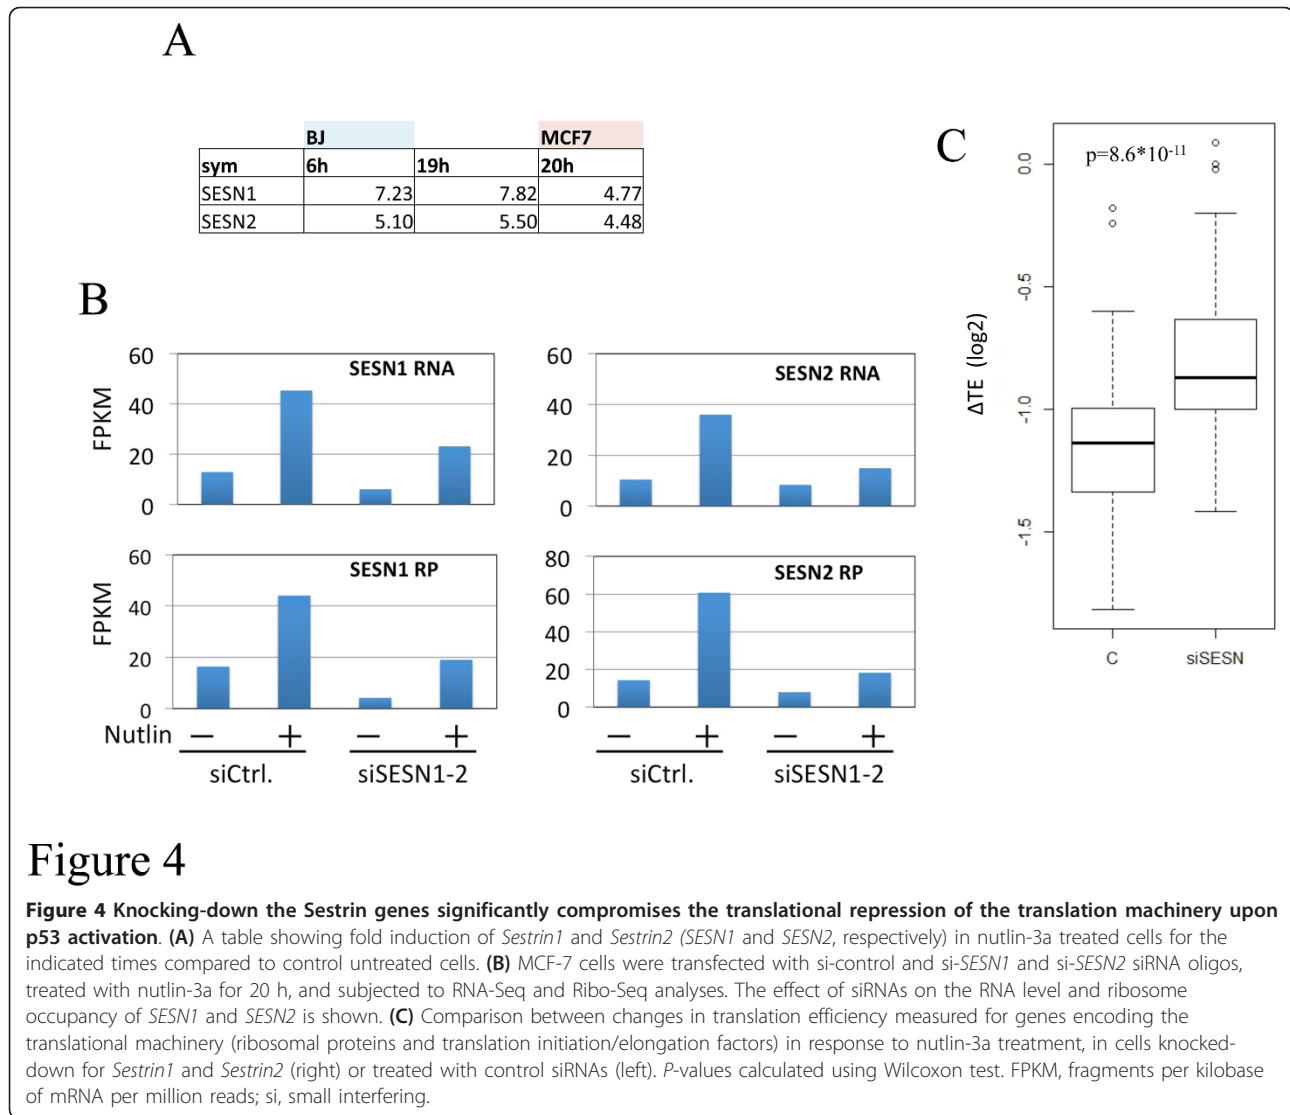 A
BJ MCF7
sym 6h 19h 20h
SESN1 7.23 7.82 4.77
SESN2 5.10 5.50 4.48
B
60
40
20
0
FPKM
SESN1 RNA
60
40
20
0
SESN2 RNA
60
40
20
0
FPKM
SESN1 RP
80
60
40
20
0
SESN2 RP
Nutlin − + − + − + − +
siCtrl. siSESN1-2 siCtrl. siSESN1-2
C
p=8.6*10⁻¹¹
0.0
-0.5
-1.0
-1.5
ΔTE (log2)
C siSESN
Figure 4
Figure 4 Knocking-down the Sestrin genes significantly compromises the translational repression of the translation machinery upon
p53 activation. (A) A table showing fold induction of Sestrin1 and Sestrin2 (SESN1 and SESN2, respectively) in nutlin-3a treated cells for the
indicated times compared to control untreated cells. (B) MCF-7 cells were transfected with si-control and si-SESN1 and si-SESN2 siRNA oligos,
treated with nutlin-3a for 20 h, and subjected to RNA-Seq and Ribo-Seq analyses. The effect of siRNAs on the RNA level and ribosome
occupancy of SESN1 and SESN2 is shown. (C) Comparison between changes in translation efficiency measured for genes encoding the
translational machinery (ribosomal proteins and translation initiation/elongation factors) in response to nutlin-3a treatment, in cells knocked-
down for Sestrin1 and Sestrin2 (right) or treated with control siRNAs (left). P-values calculated using Wilcoxon test. FPKM, fragments per kilobase
of mRNA per million reads; si, small interfering.